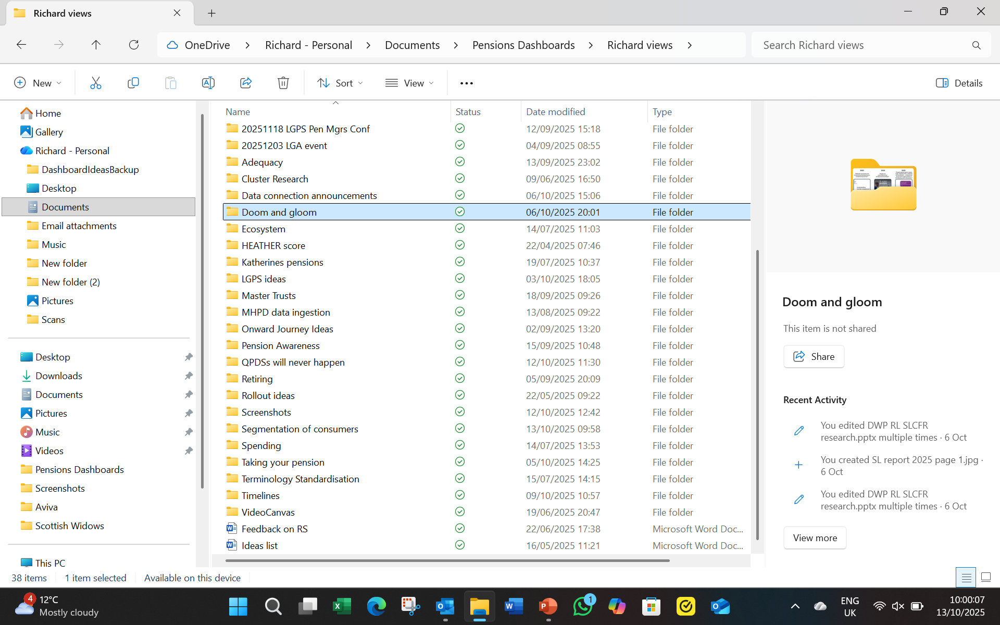 Richard views
OneDrive > Richard - Personal > Documents > Pensions Dashboards > Richard views >
Search Richard views
New
Sort
View
Details
Home
Gallery
Richard - Personal
DashboardIdeasBackup
Desktop
Documents
Email attachments
Music
New folder
New folder (2)
Pictures
Scans
Desktop
Downloads
Documents
Pictures
Music
Videos
Pensions Dashboards
Screenshots
Aviva
Scottish Widows
This PC
Name Status Date modified Type
20251118 LGPS Pen Mgrs Conf 12/09/2025 15:18 File folder
20251203 LGA event 04/09/2025 08:55 File folder
Adequacy 13/09/2025 23:02 File folder
Cluster Research 09/06/2025 16:50 File folder
Data connection announcements 06/10/2025 15:06 File folder
Doom and gloom 06/10/2025 20:01 File folder
Ecosystem 14/07/2025 11:03 File folder
HEATHER score 22/04/2025 07:46 File folder
Katherines pensions 19/07/2025 10:37 File folder
LGPS ideas 03/10/2025 18:05 File folder
Master Trusts 18/09/2025 09:26 File folder
MHPD data ingestion 13/08/2025 09:22 File folder
Onward Journey Ideas 02/09/2025 13:20 File folder
Pension Awareness 15/09/2025 10:48 File folder
QPDSs will never happen 12/10/2025 11:30 File folder
Retiring 05/09/2025 20:09 File folder
Rollout ideas 22/05/2025 09:22 File folder
Screenshots 12/10/2025 12:42 File folder
Segmentation of consumers 13/10/2025 09:58 File folder
Spending 14/07/2025 13:53 File folder
Taking your pension 05/10/2025 14:25 File folder
Terminology Standardisation 15/07/2025 14:15 File folder
Timelines 09/10/2025 10:57 File folder
VideoCanvas 19/06/2025 20:47 File folder
Feedback on RS 22/06/2025 17:38 Microsoft Word Doc...
Ideas list 16/05/2025 11:21 Microsoft Word Doc...
Doom and gloom
This item is not shared
Share
Recent Activity
You edited DWP RL SLCFR
research.pptx multiple times · 6 Oct
You created SL report 2025 page 1.jpg ·
6 Oct
You edited DWP RL SLCFR
research.pptx multiple times · 6 Oct
View more
38 items 1 item selected Available on this device
4
12°C
Mostly cloudy
1
ENG
UK
10:00:07
13/10/2025